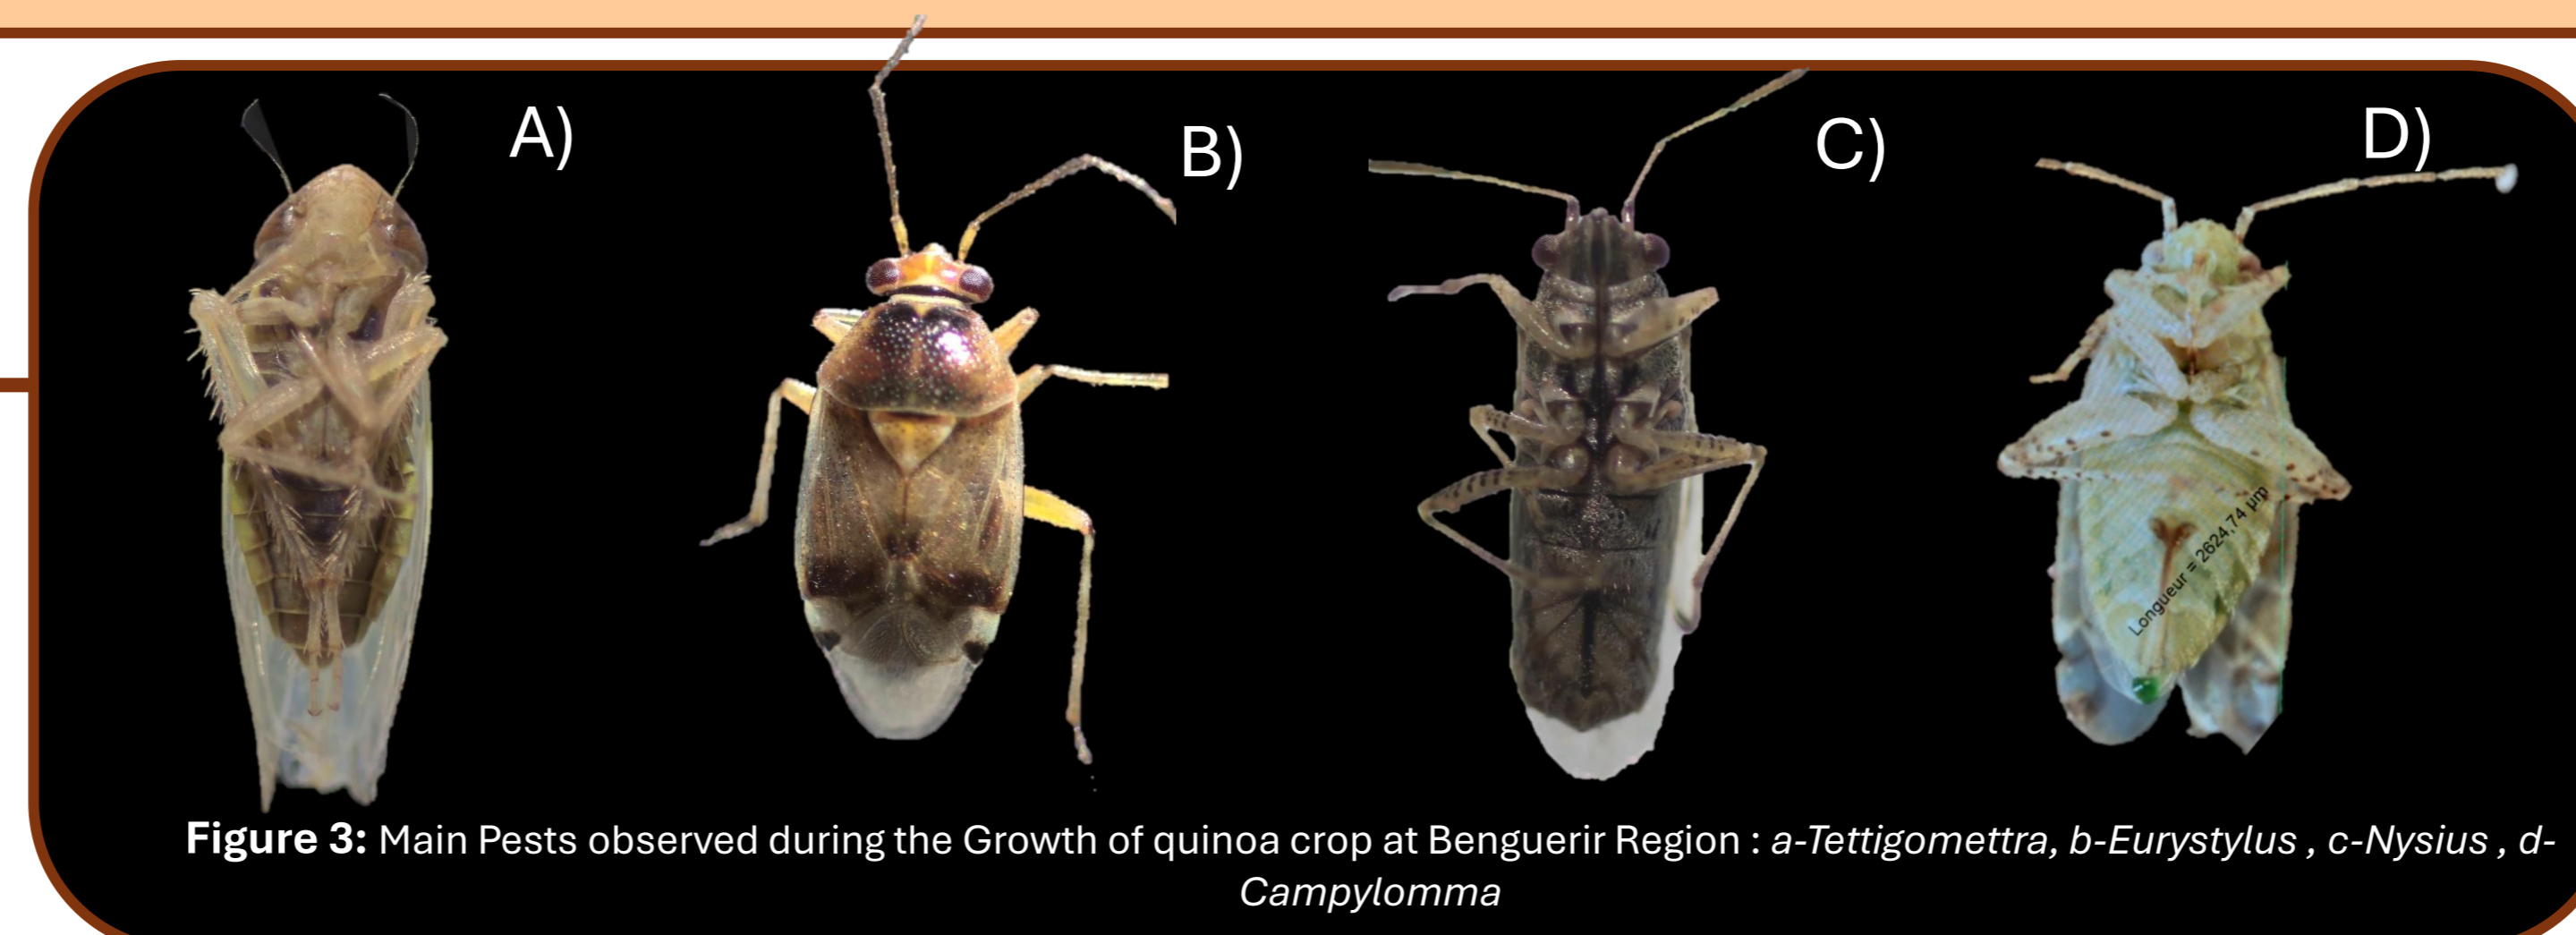 A)
B)
C)
D)
Longueur = 2624,74 µm
Figure 3: Main Pests observed during the Growth of quinoa crop at Benguerir Region : a-Tettigomettra, b-Eurystylus , c-Nysius , d-
Campylomma